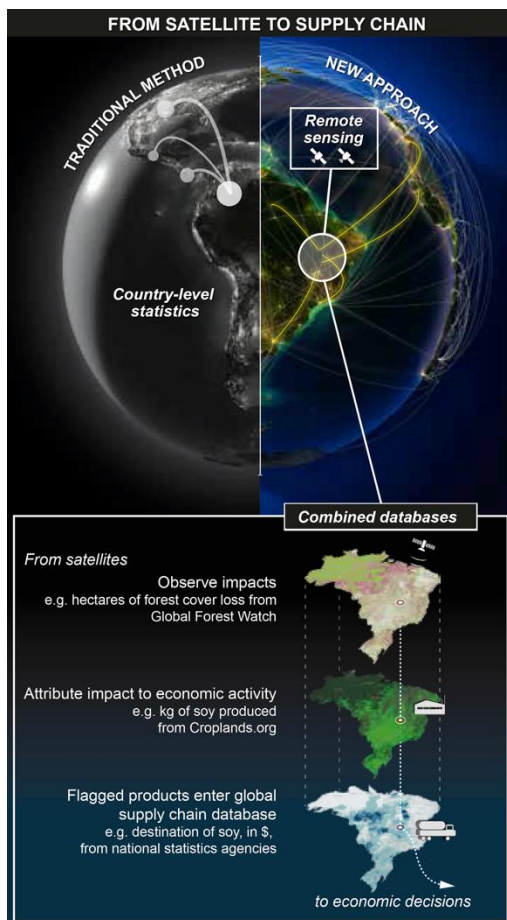 FROM SATELLITE TO SUPPLY CHAIN
TRADITIONAL METHOD
NEW APPROACH
Remote
sensing
Country-level
statistics
Combined databases
From satellites
Observe impacts
e.g. hectares of forest cover loss from
Global Forest Watch
Attribute impact to economic activity
e.g. kg of soy produced
from Croplands.org
Flagged products enter global
supply chain database
e.g. destination of soy, in $,
from national statistics agencies
to economic decisions